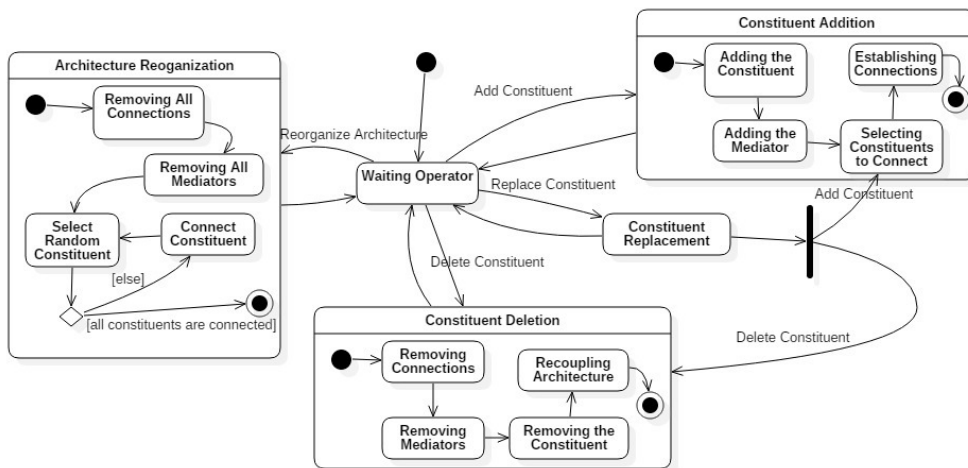 Constituent Addition
Adding the
Constituent
Establishing
Connections
Adding the
Mediator
Selecting
Constituents
to Connect
Architecture Reoganization
Removing All
Connections
Removing All
Mediators
Select
Random
Constituent
Connect
Constituent
[else]
[all constituents are connected]
Reorganize Architecture
Add Constituent
Waiting Operator
Replace Constituent
Constituent
Replacement
Add Constituent
Delete Constituent
Delete Constituent
Constituent Deletion
Removing
Connections
Recoupling
Architecture
Removing
Mediators
Removing the
Constituent